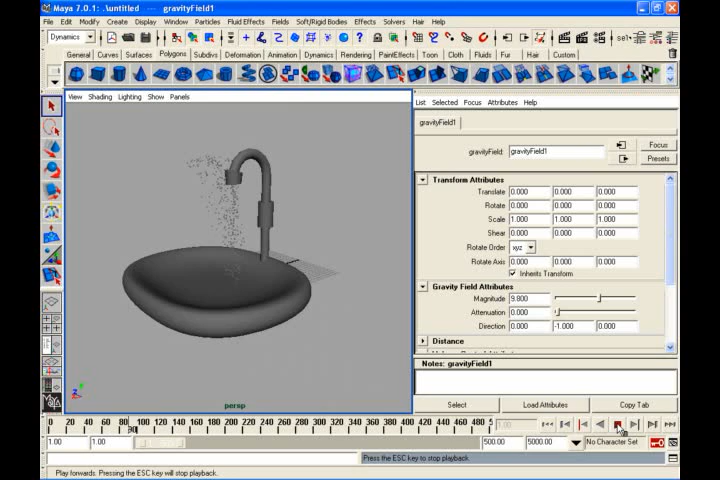 Maya 7.0.1: .\untitled --- gravityField1
File Edit Modify Create Display Window Particles Fluid Effects Fields Soft/Rigid Bodies Effects Solvers Hair Help
Dynamics
sel
General Curves Surfaces Polygons Subdivs Deformation Animation Dynamics Rendering PaintEffects Toon Cloth Fluids Fur Hair Custom
View Shading Lighting Show Panels
List Selected Focus Attributes Help
gravityField1
gravityField: gravityField1
Focus
Presets
Transform Attributes
Translate 0.000 0.000 0.000
Rotate 0.000 0.000 0.000
Scale 1.000 1.000 1.000
Shear 0.000 0.000 0.000
Rotate Order xyz
Rotate Axis 0.000 0.000 0.000
Inherits Transform
Gravity Field Attributes
Magnitude 9.800
Attenuation 0.000
Direction 0.000 -1.000 0.000
Distance
Notes: gravityField1
persp
Select Load Attributes Copy Tab
0 20 40 60 80 100 120 140 160 180 200 220 240 260 280 300 320 340 360 380 400 420 440 460 480 1.00
1.00 1.00 500.00 5000.00 No Character Set
Press the ESC key to stop playback.
Play forwards. Pressing the ESC key will stop playback.